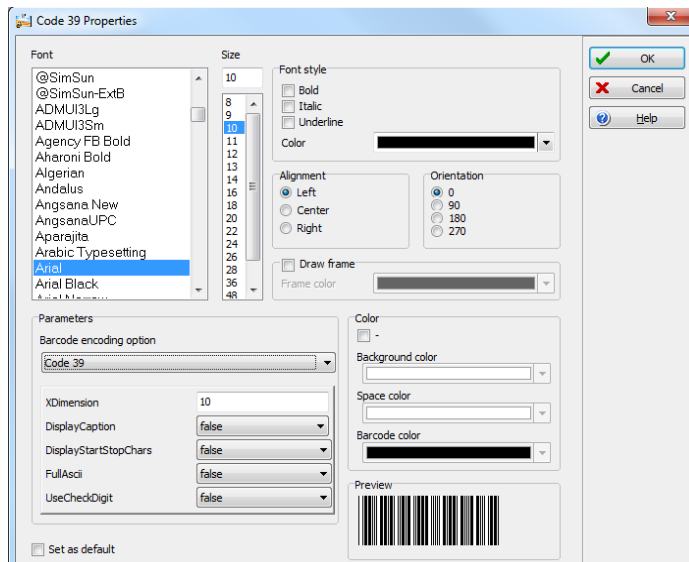 Code 39 Properties
Font
@SimSun
@SimSun-ExtB
ADMUI3Lg
ADMUI3Sm
Agency FB Bold
Aharoni Bold
Algerian
Andalus
Angsana New
AngsanaUPC
Aparajita
Arabic Typesetting
Arial
Arial Black
Arial Narrow
Size
10
8
9
10
11
12
13
14
16
18
20
22
24
26
28
36
48
Font style
Bold
Italic
Underline
Color
Alignment
Left
Center
Right
Orientation
0
90
180
270
Draw frame
Frame color
OK
Cancel
Help
Parameters
Barcode encoding option
Code 39
XDimension 10
DisplayCaption false
DisplayStartStopChars false
FullAscii false
UseCheckDigit false
Color
-
Background color
Space color
Barcode color
Preview
Set as default